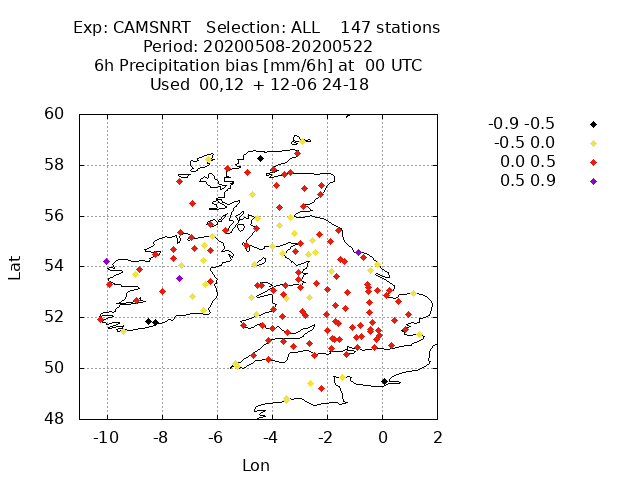 Exp: CAMSNRT Selection: ALL 147 stations
Period: 20200508-20200522
6h Precipitation bias [mm/6h] at 00 UTC
Used 00,12 + 12-06 24-18
-0.9 -0.5
-0.5 0.0
0.0 0.5
0.5 0.9
Lat
60
58
56
54
52
50
48
-10 -8 -6 -4 -2 0 2
Lon